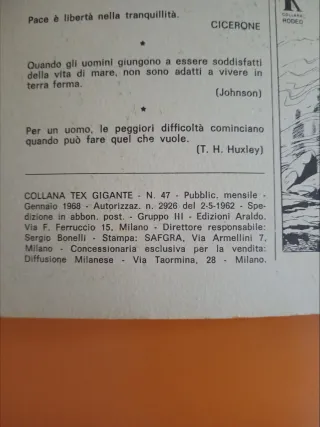 Pace è libertà nella tranquillità.
CICERONE
*
Quando gli uomini giungono a essere soddisfatti
della vita di mare, non sono adatti a vivere in
terra ferma.
(Johnson)
*
Per un uomo, le peggiori difficoltà cominciano
quando può fare quel che vuole.
(T. H. Huxley)
COLLANA TEX GIGANTE - N. 47 - Pubblic. mensile -
Gennaio 1968 - Autorizzaz. n. 2926 del 2-5-1962 - Spe-
dizione in abbon. post. - Gruppo III - Edizioni Araldo.
Via F. Ferruccio 15, Milano - Direttore responsabile:
Sergio Bonelli - Stampa: SAFGRA, Via Armellini 7,
Milano - Concessionaria esclusiva per la vendita:
Diffusione Milanese - Via Taormina, 28 - Milano.
COLLANA
RODEO